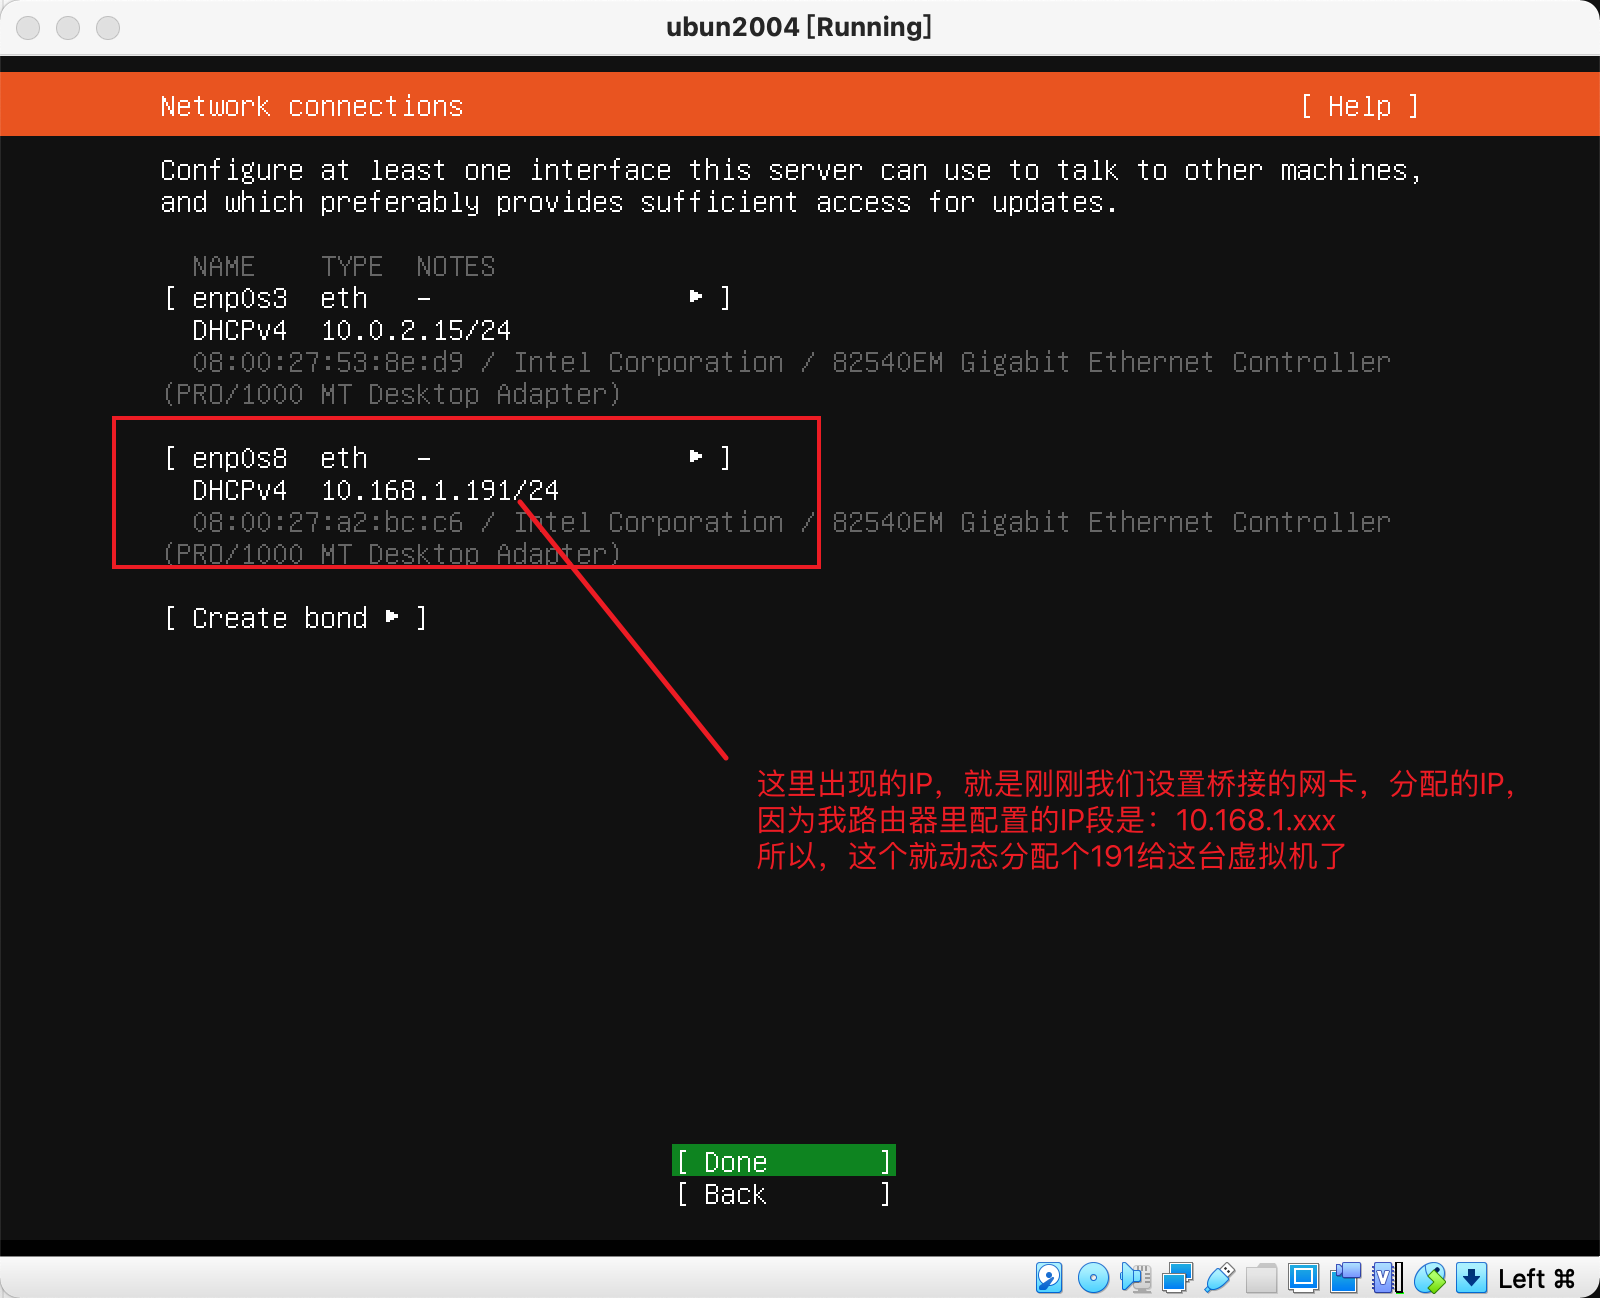 ubun2004 [Running]
Network connections [ Help ]
Configure at least one interface this server can use to talk to other machines,
and which preferably provides sufficient access for updates.
NAME TYPE NOTES
[ enp0s3 eth - ▸ ]
DHCPv4 10.0.2.15/24
08:00:27:53:8e:d9 / Intel Corporation / 82540EM Gigabit Ethernet Controller
(PRO/1000 MT Desktop Adapter)
[ enp0s8 eth - ▸ ]
DHCPv4 10.168.1.191/24
08:00:27:a2:bc:c6 / Intel Corporation / 82540EM Gigabit Ethernet Controller
(PRO/1000 MT Desktop Adapter)
[ Create bond ▸ ]
这里出现的IP，就是刚刚我们设置桥接的网卡，分配的IP，
因为我路由器里配置的IP段是：10.168.1.xxx
所以，这个就动态分配个191给这台虚拟机了
[ Done ]
[ Back ]
Left ⌘